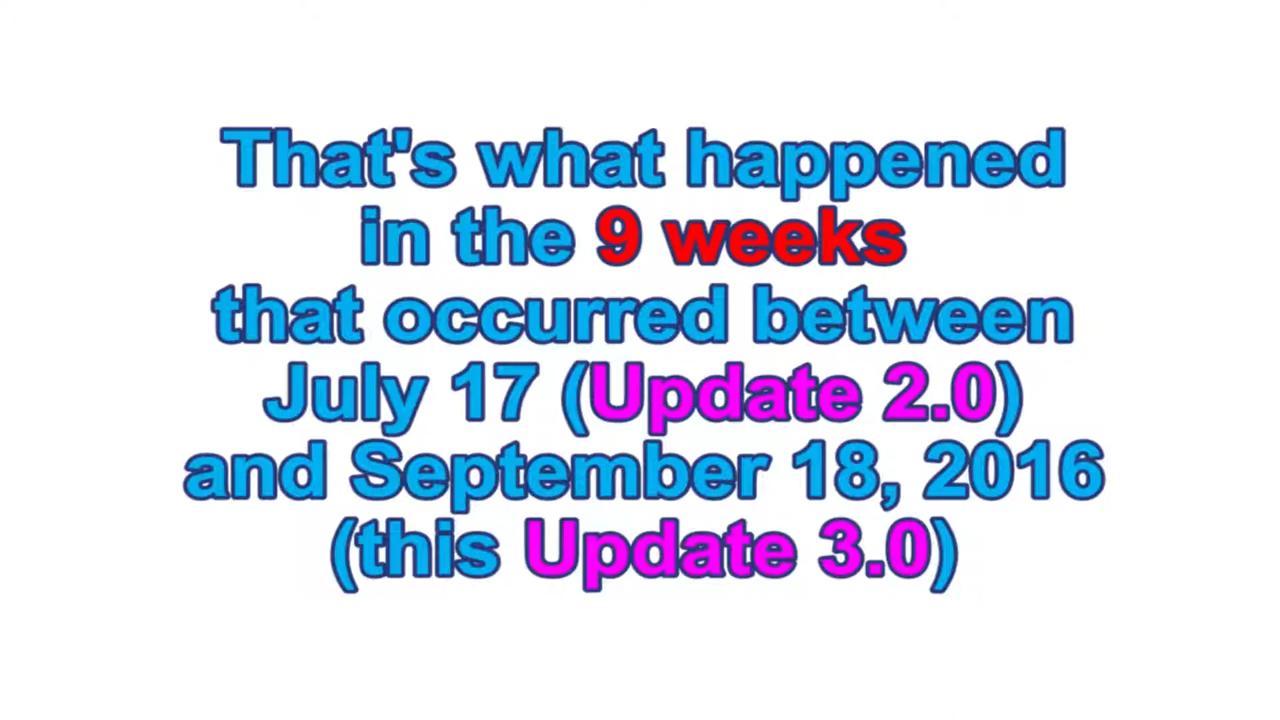 That's what happened
in the 9 weeks
that occurred between
July 17 (Update 2.0)
and September 18, 2016
(this Update 3.0)